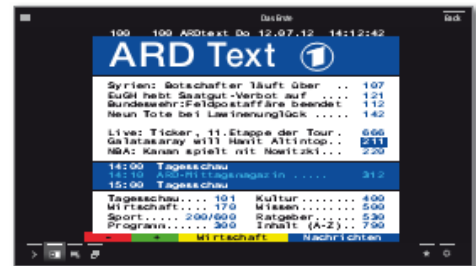 Das Erste
Back
100 100 ARDtext Do 12.07.12 14:12:42
ARD Text 1
Syrien: Botschafter läuft über .. 107
EuGH hebt Saatgut-Verbot auf .... 121
Bundeswehr:Feldpostaffäre beendet 112
Neun Tote bei Lawinenunglück .... 142
Live: Ticker, 11.Etappe der Tour. 666
Galatasaray will Hamit Altintop.. 211
NBA: Kaman spielt mit Nowitzki... 220
14:00 Tagesschau
14:10 ARD-Mittagsmagazin ..... 312
15:00 Tagesschau
Tagesschau.... 101 Kultur ....... 400
Wirtschaft.... 170 Wissen ....... 500
Sport..... 200/600 Ratgeber ..... 530
Programm...... 300 Inhalt (A-Z).. 790
- + Wirtschaft Nachrichten